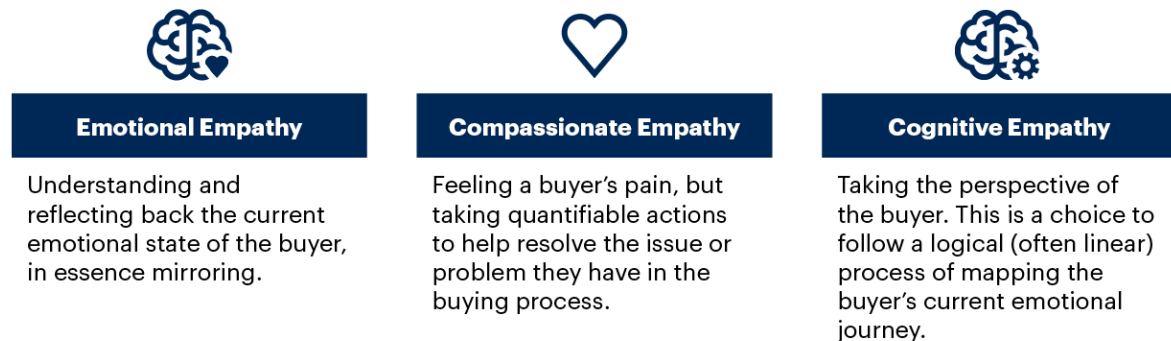 Emotional Empathy
Understanding and
reflecting back the current
emotional state of the buyer,
in essence mirroring.
Compassionate Empathy
Feeling a buyer’s pain, but
taking quantifiable actions
to help resolve the issue or
problem they have in the
buying process.
Cognitive Empathy
Taking the perspective of
the buyer. This is a choice to
follow a logical (often linear)
process of mapping the
buyer’s current emotional
journey.